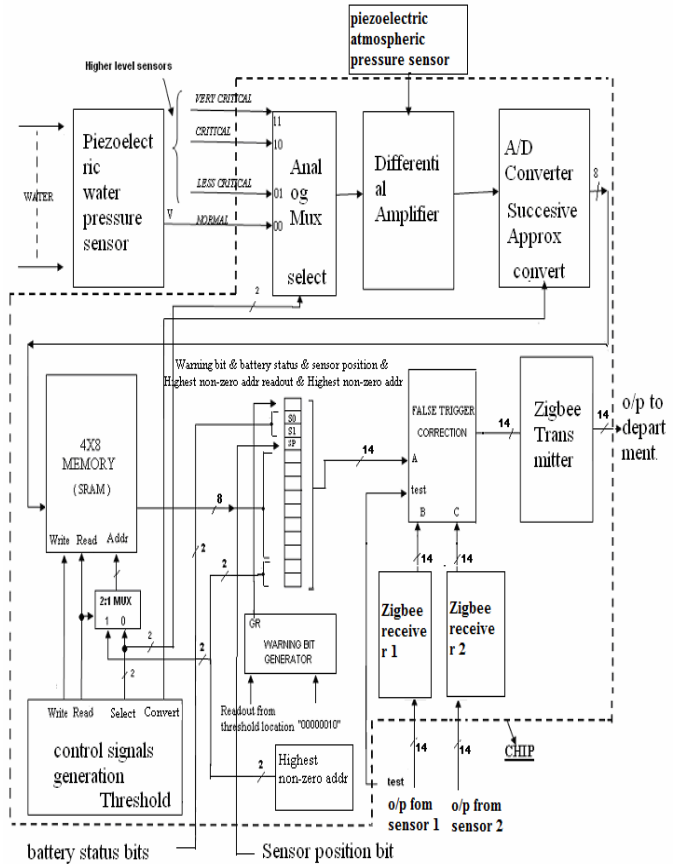 piezoelectric
atmospheric
pressure sensor
Higher level sensors
VERY CRITICAL
CRITICAL
LESS CRITICAL
NORMAL
WATER
Piezoelect
ric
water
pressure
sensor
V
11
10
01
00
Anal
og
Mux
select
Differenti
al
Amplifier
A/D
Converter
Succesive
Approx
convert
8
2
Warning bit & battery status & sensor position &
Highest non-zero addr readout & Highest non-zero addr
4X8
MEMORY
( SRAM )
Write Read Addr
8
S0
S1
SP
14
FALSE TRIGGER
CORRECTION
A
test
B C
14
Zigbee
Trans
mitter
14
o/p to
depart
ment.
2:1 MUX
1 0
2
2
2
2
2
GR
WARNING BIT
GENERATOR
14
14
Zigbee
receive
r 1
Zigbee
receive
r 2
Readout from
threshold location "00000010"
Write Read Select Convert
control signals
generation
Threshold
2
Highest
non-zero addr
14
14
CHIP
test
o/p fom
sensor 1
o/p from
sensor 2
battery status bits
Sensor position bit